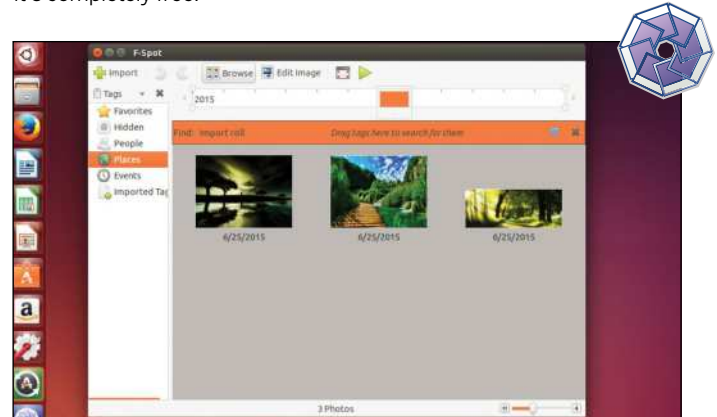 it's completely free.
F-Spot
Import
Browse
Edit Image
Tags
2015
Favorites
Hidden
People
Places
Events
Imported Tag
Find: Import roll
Drag tags here to search for them
6/25/2015
6/25/2015
6/25/2015
3 Photos
A
a
A